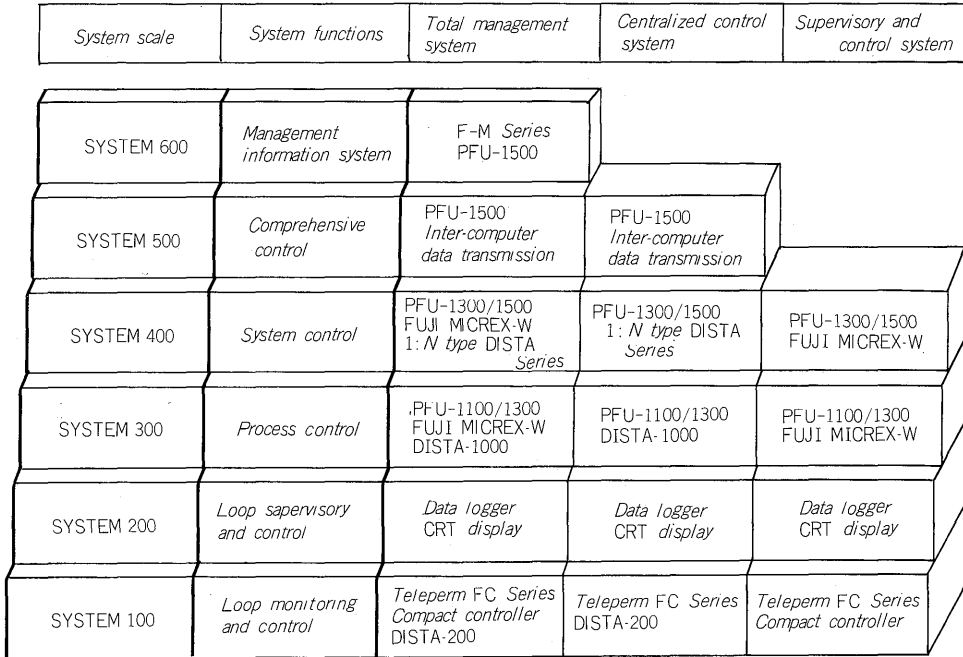 System scale
System functions
Total management
system
Centralized control
system
Supervisory and
control system
SYSTEM 600
Management
information system
F-M Series
PFU-1500
SYSTEM 500
Comprehensive
control
PFU-1500
Inter-computer
data transmission
PFU-1500
Inter-computer
data transmission
SYSTEM 400
System control
PFU-1300/1500
FUJI MICREX-W
1: N type DISTA
Series
PFU-1300/1500
1: N type DISTA
Series
PFU-1300/1500
FUJI MICREX-W
SYSTEM 300
Process control
PFU-1100/1300
FUJI MICREX-W
DISTA-1000
PFU-1100/1300
DISTA-1000
PFU-1100/1300
FUJI MICREX-W
SYSTEM 200
Loop sapervisory
and control
Data logger
CRT display
Data logger
CRT display
Data logger
CRT display
SYSTEM 100
Loop monitoring
and control
Teleperm FC Series
Compact controller
DISTA-200
Teleperm FC Series
DISTA-200
Teleperm FC Series
Compact controller